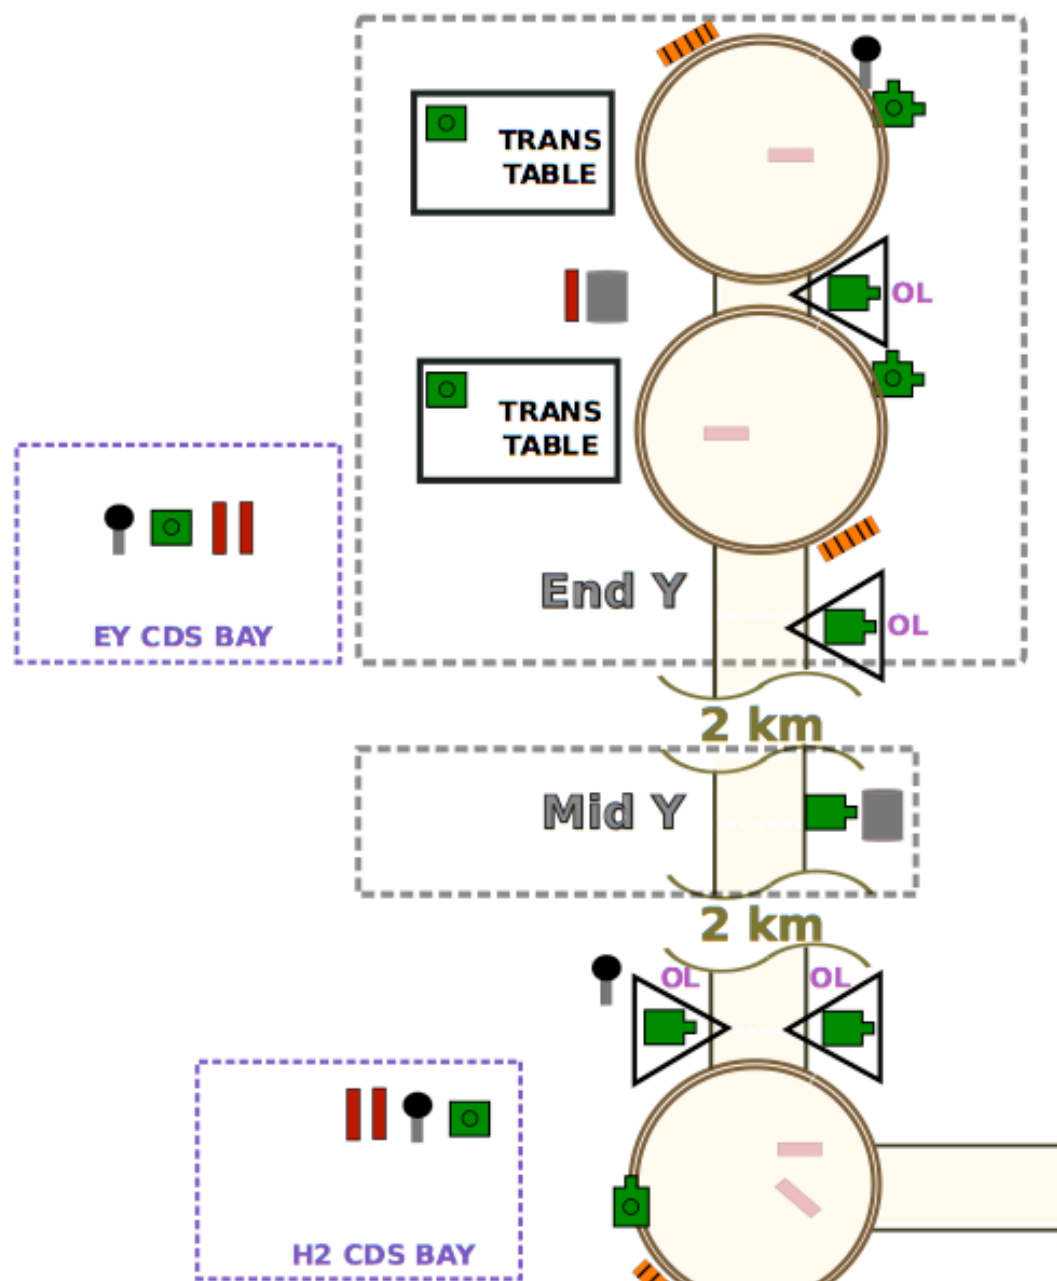 TRANS
TABLE
OL
TRANS
TABLE
EY CDS BAY
End Y
OL
2 km
Mid Y
2 km
OL
OL
H2 CDS BAY